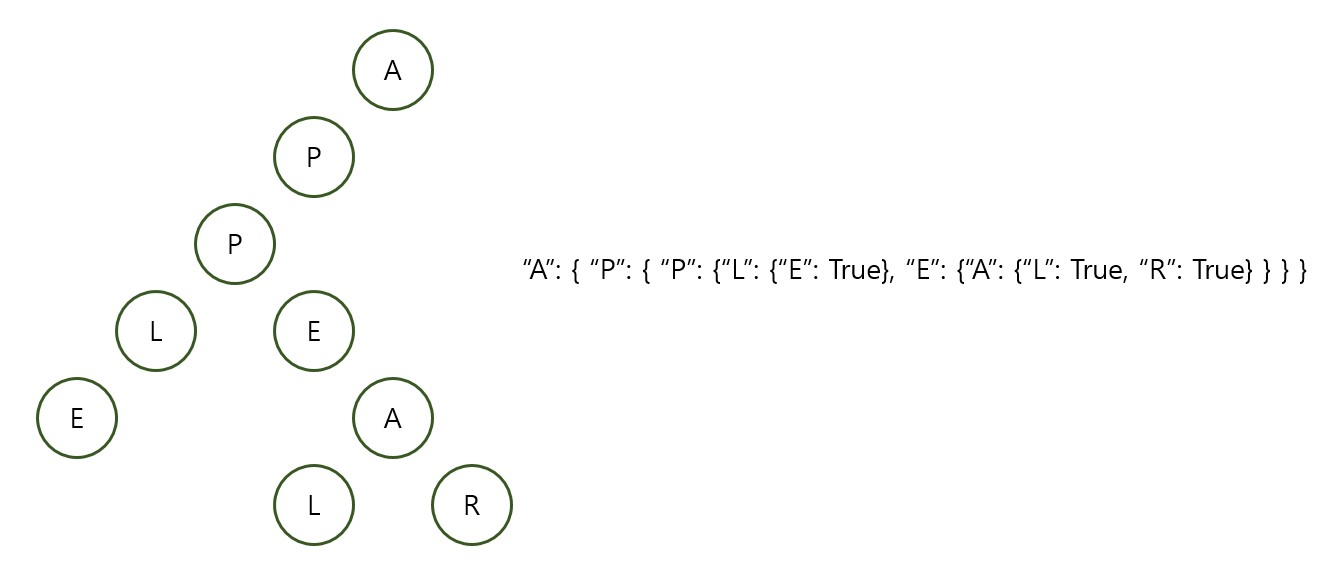 A
P
P
“A”: { “P”: { “P”: {“L”: {“E”: True}, “E”: {“A”: {“L”: True, “R”: True} } } }
L E
E A
L R